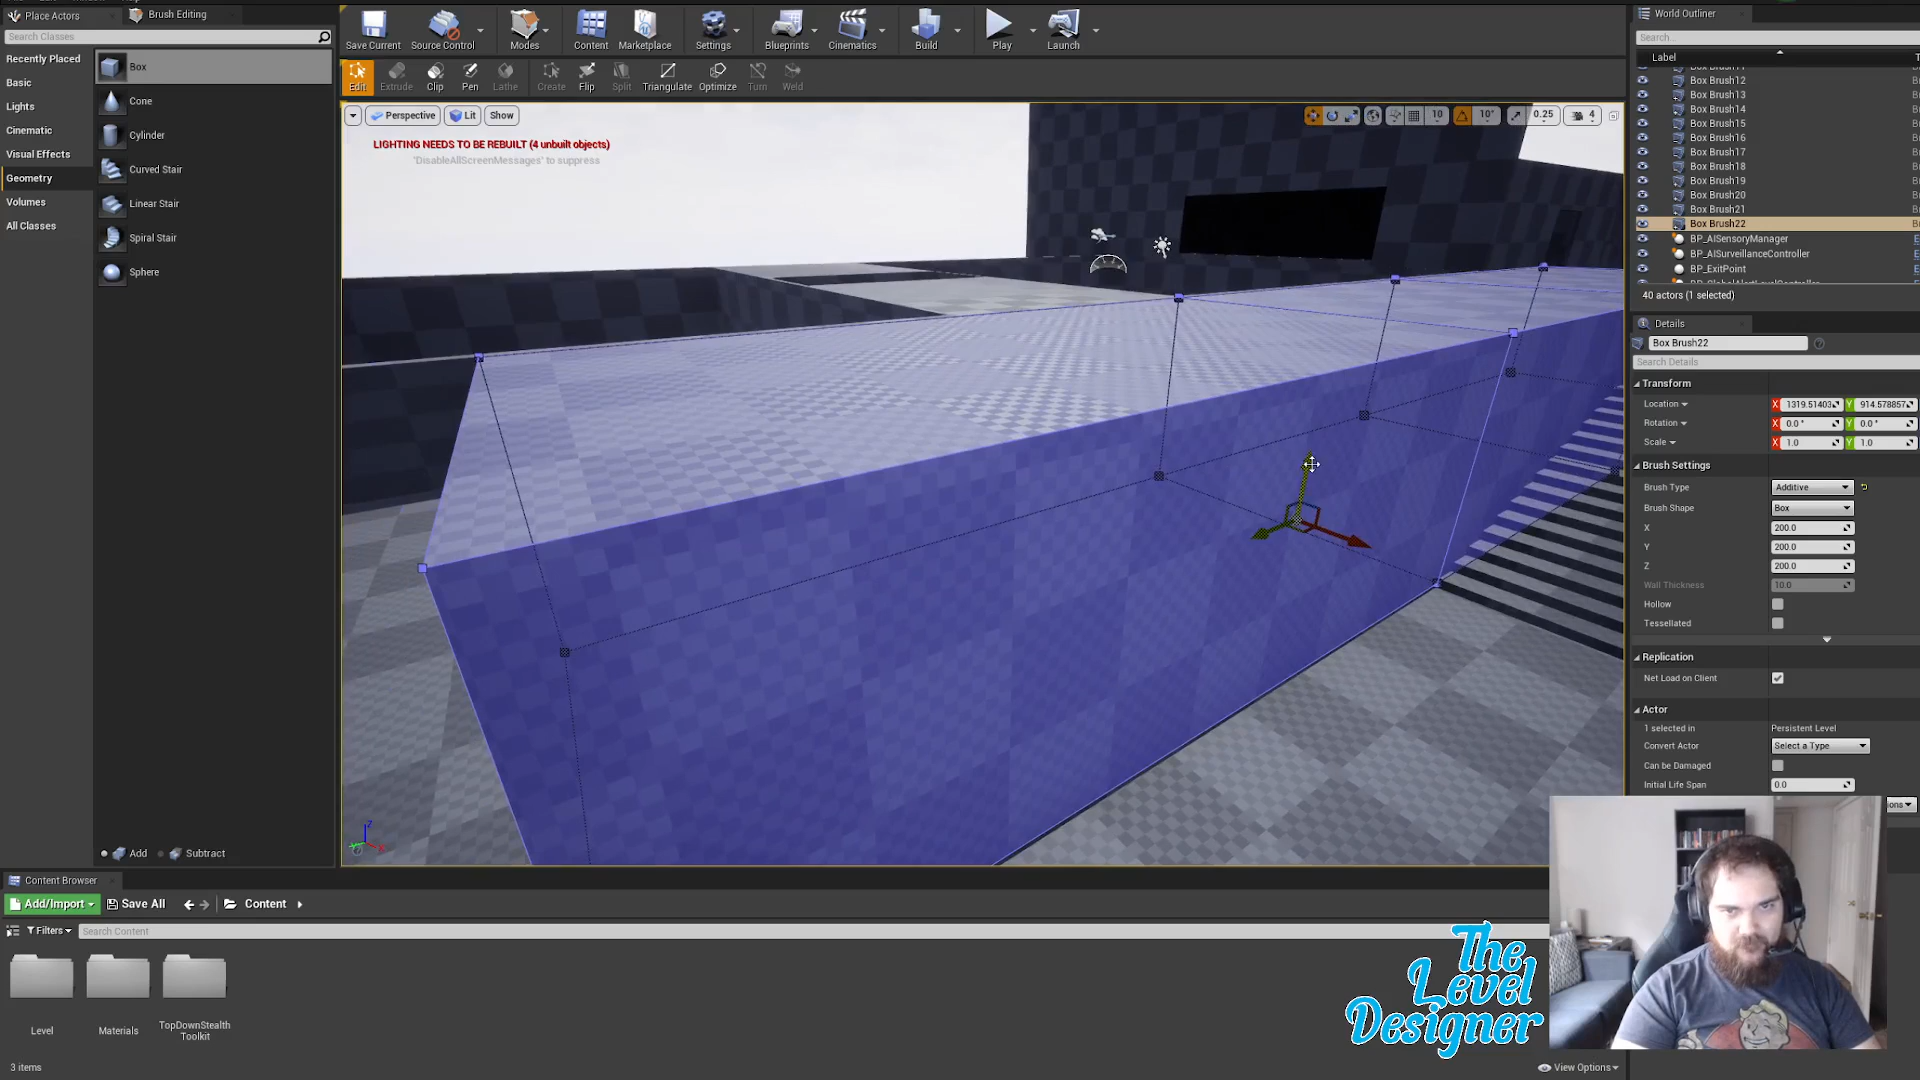 Place Actors
Brush Editing
Search Classes
Recently Placed
Basic
Lights
Cinematic
Visual Effects
Geometry
Volumes
All Classes
Box
Cone
Cylinder
Curved Stair
Linear Stair
Spiral Stair
Sphere
Add
Subtract
Save Current
Source Control
Modes
Content
Marketplace
Settings
Blueprints
Cinematics
Build
Play
Launch
Edit
Extrude
Clip
Pen
Lathe
Create
Flip
Split
Triangulate
Optimize
Turn
Weld
Perspective
Lit
Show
10
10°
0.25
4
LIGHTING NEEDS TO BE REBUILT (4 unbuilt objects)
'DisableAllScreenMessages' to suppress
World Outliner
Search...
Label
Box Brush12
Box Brush13
Box Brush14
Box Brush15
Box Brush16
Box Brush17
Box Brush18
Box Brush19
Box Brush20
Box Brush21
Box Brush22
BP_AISensoryManager
BP_AISurveillanceController
BP_ExitPoint
40 actors (1 selected)
Details
Box Brush22
Search Details
Transform
Location X 1319.51403 Y 914.578857
Rotation X 0.0 ° Y 0.0 °
Scale X 1.0 Y 1.0
Brush Settings
Brush Type Additive
Brush Shape Box
X 200.0
Y 200.0
Z 200.0
Wall Thickness 10.0
Hollow
Tessellated
Replication
Net Load on Client
Actor
1 selected in Persistent Level
Convert Actor Select a Type
Can be Damaged
Initial Life Span 0.0
Content Browser
Add/Import
Save All
Content
Filters
Search Content
Level
Materials
TopDownStealth
Toolkit
3 items
View Options
The
Level
Designer